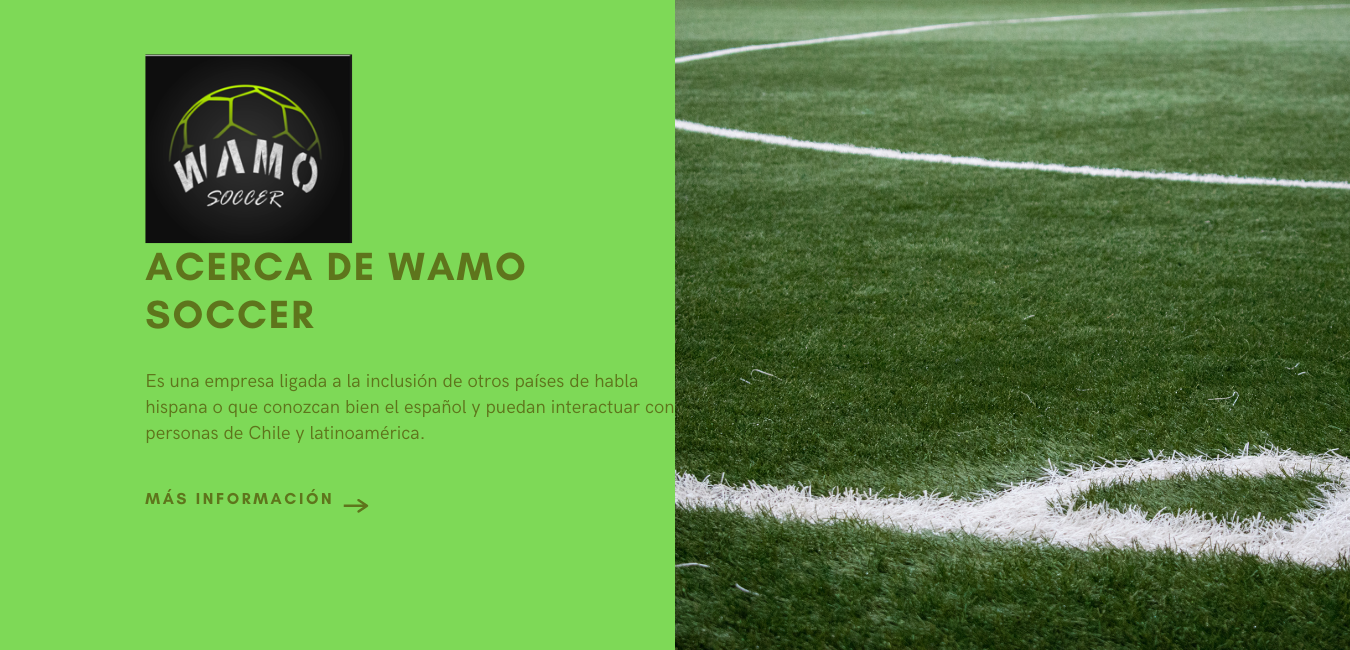 WAMO
SOCCER
ACERCA DE WAMO
SOCCER
Es una empresa ligada a la inclusión de otros países de habla
hispana o que conozcan bien el español y puedan interactuar con
personas de Chile y latinoamérica.
MÁS INFORMACIÓN